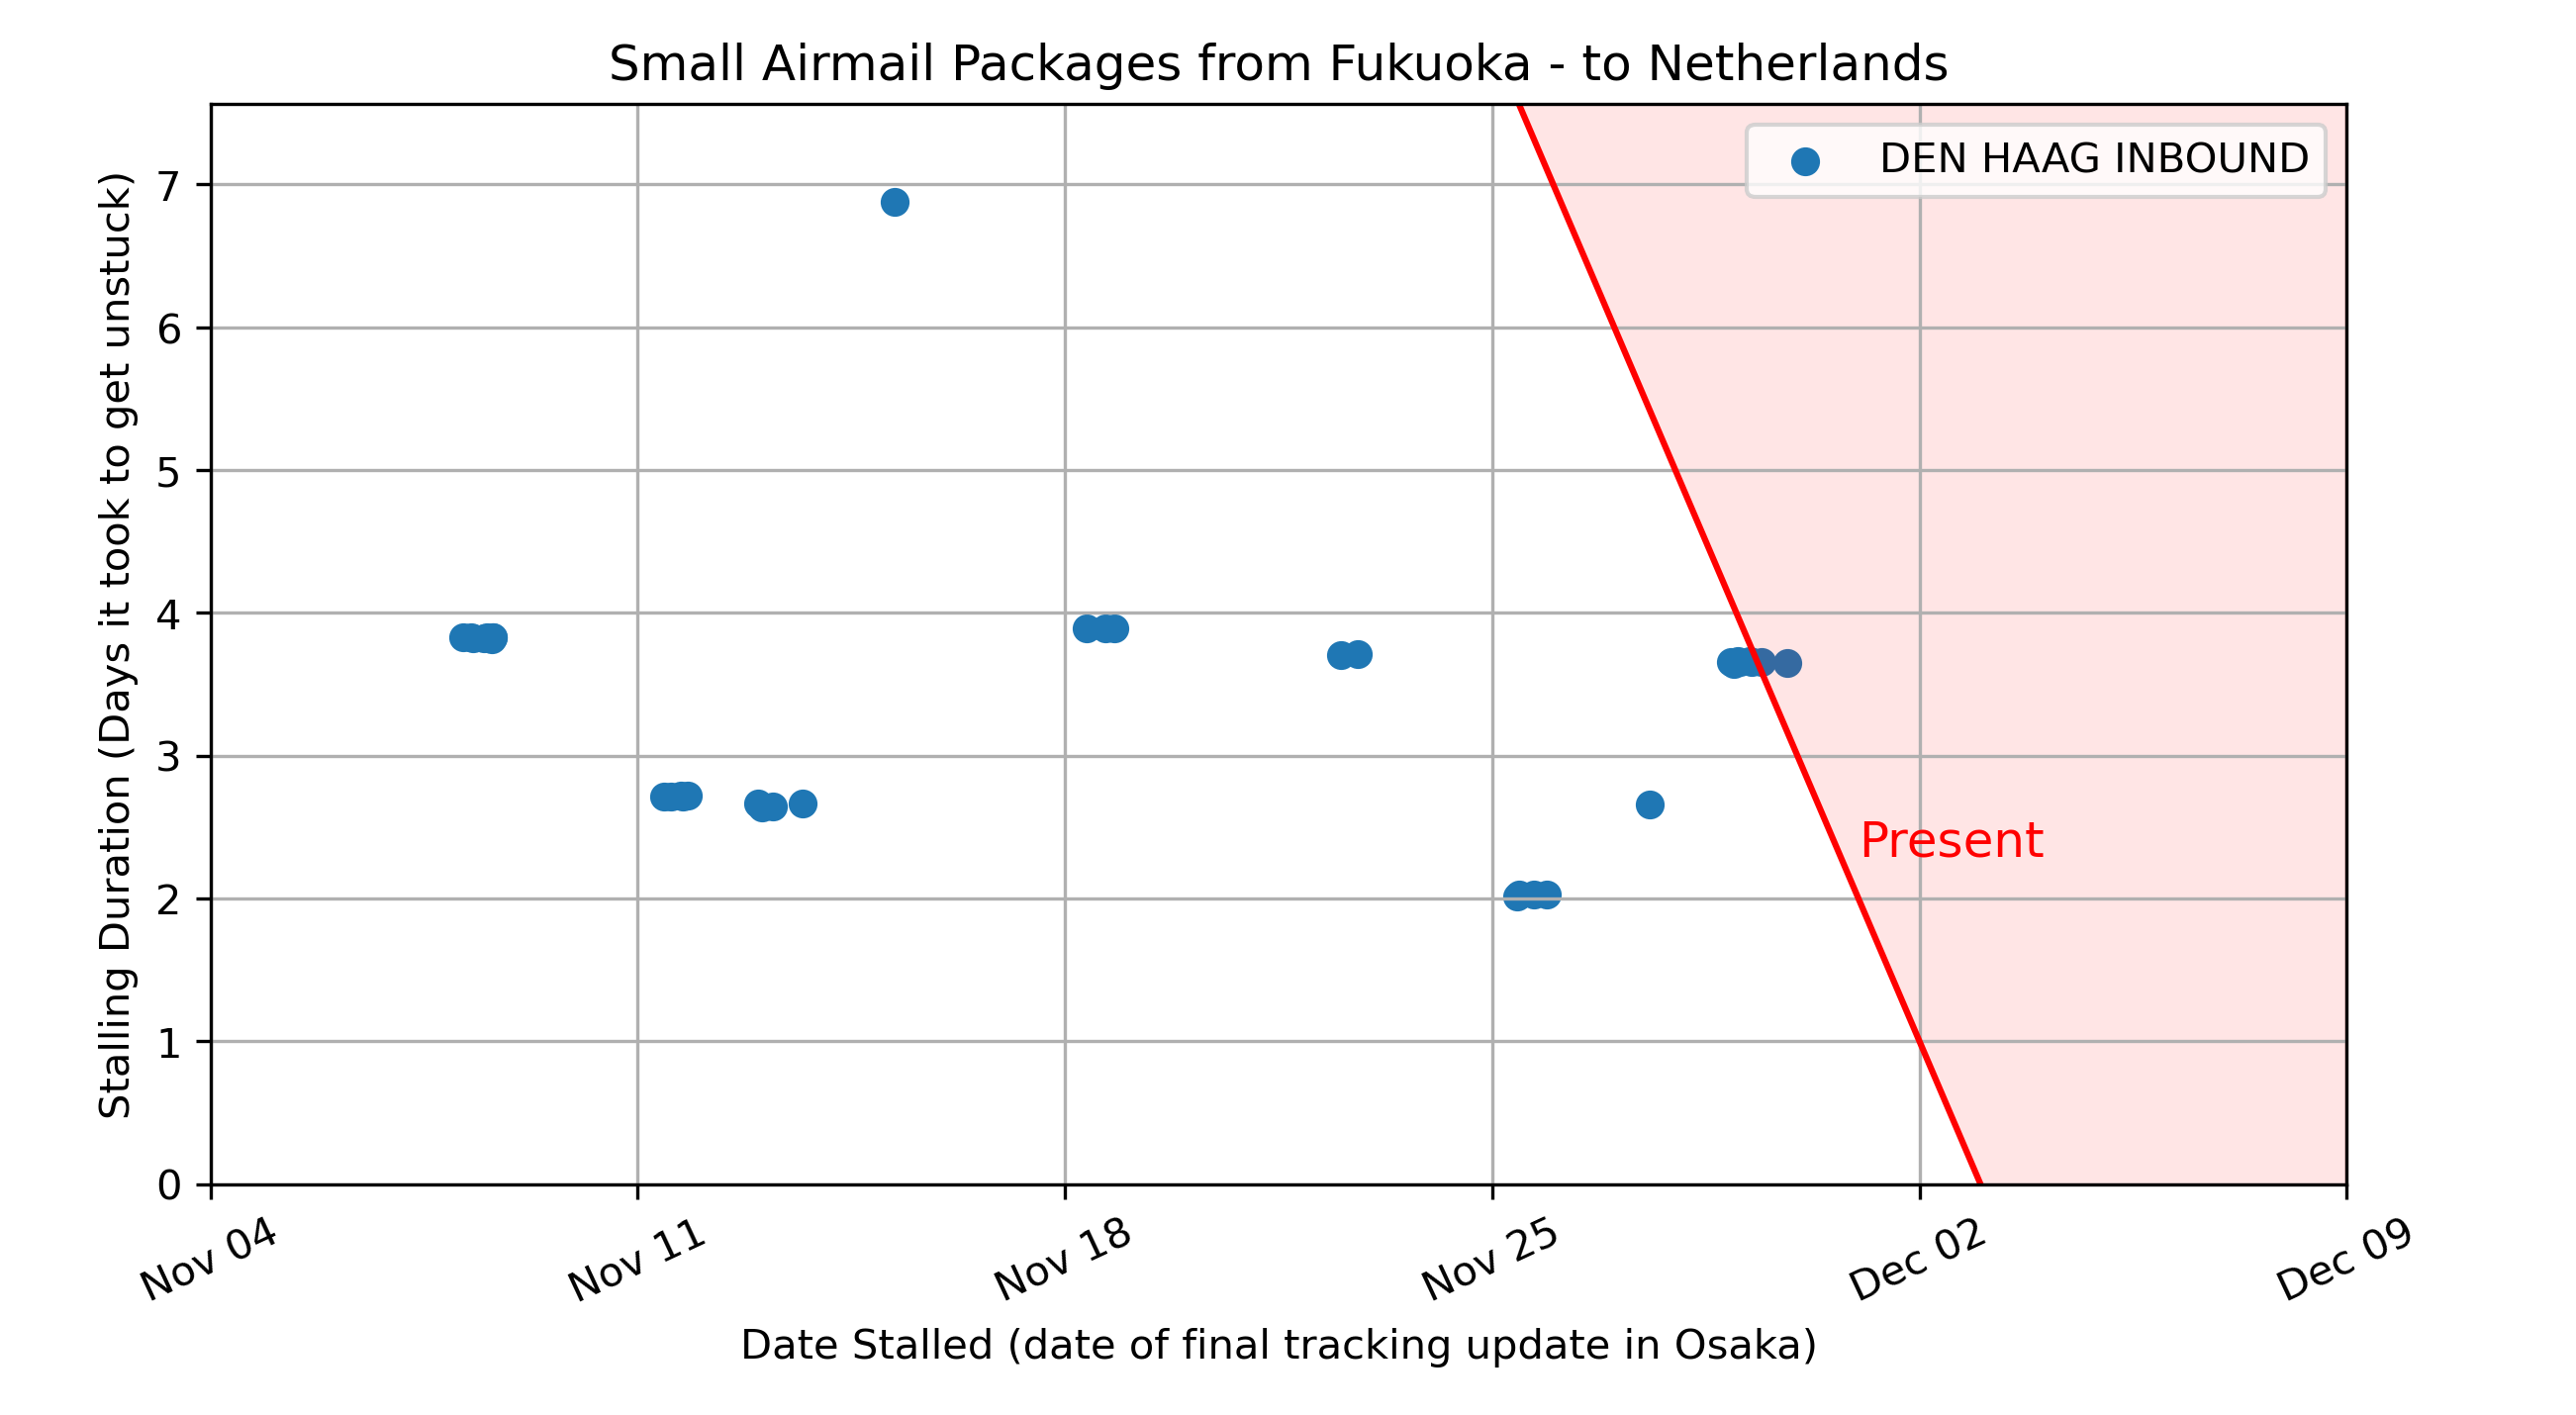 Small Airmail Packages from Fukuoka - to Netherlands
DEN HAAG INBOUND
Stalling Duration (Days it took to get unstuck)
7
6
5
4
3
2
1
0
Present
Nov 04
Nov 11
Nov 18
Nov 25
Dec 02
Dec 09
Date Stalled (date of final tracking update in Osaka)